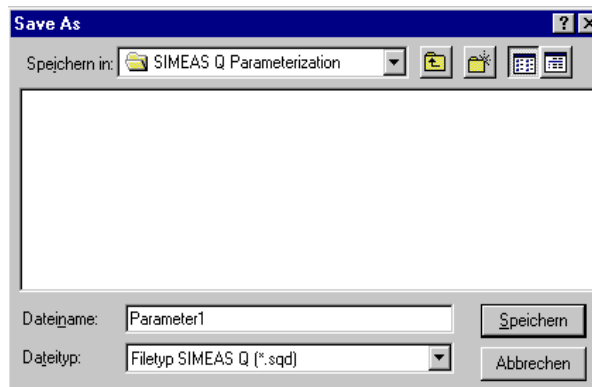 Save As
Speichern in: SIMEAS Q Parameterization
Dateiname: Parameter1 Speichern
Dateityp: Filetyp SIMEAS Q (*.sqd) Abbrechen